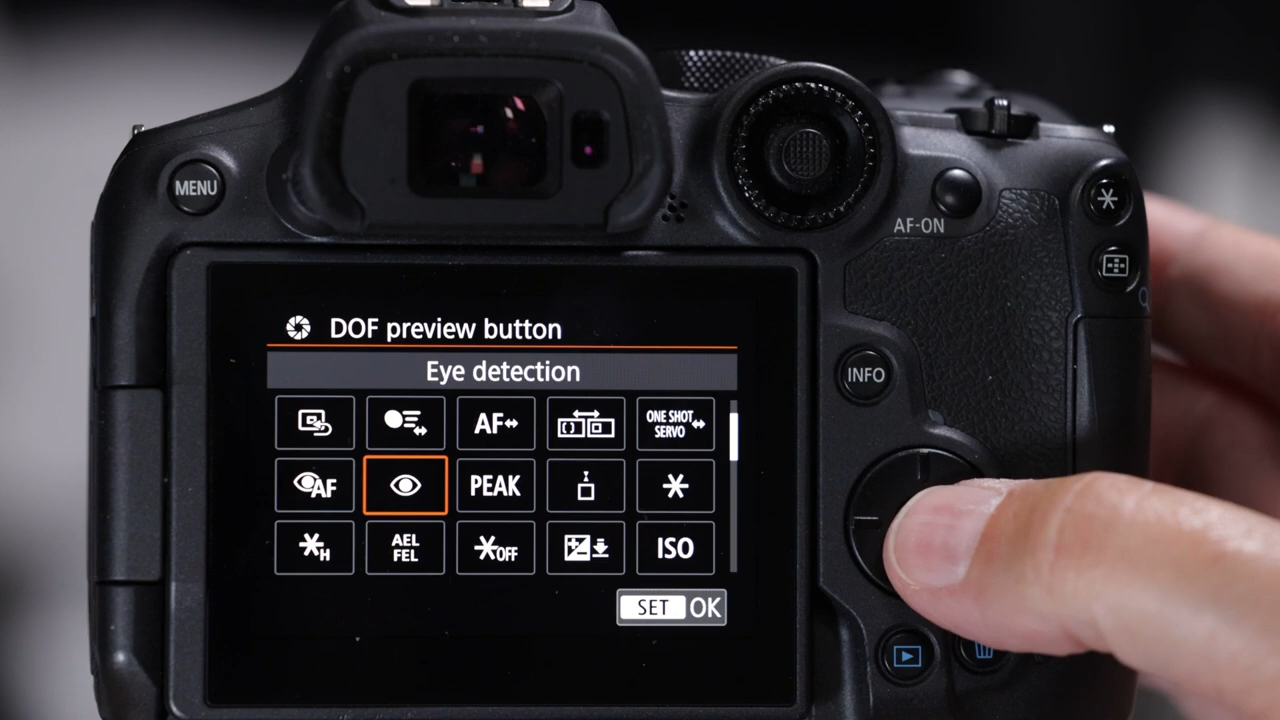 MENU
AF-ON
DOF preview button
Eye detection
AF
ONE SHOT
SERVO
AF
PEAK
H
AEL
FEL
OFF
ISO
SET OK
INFO